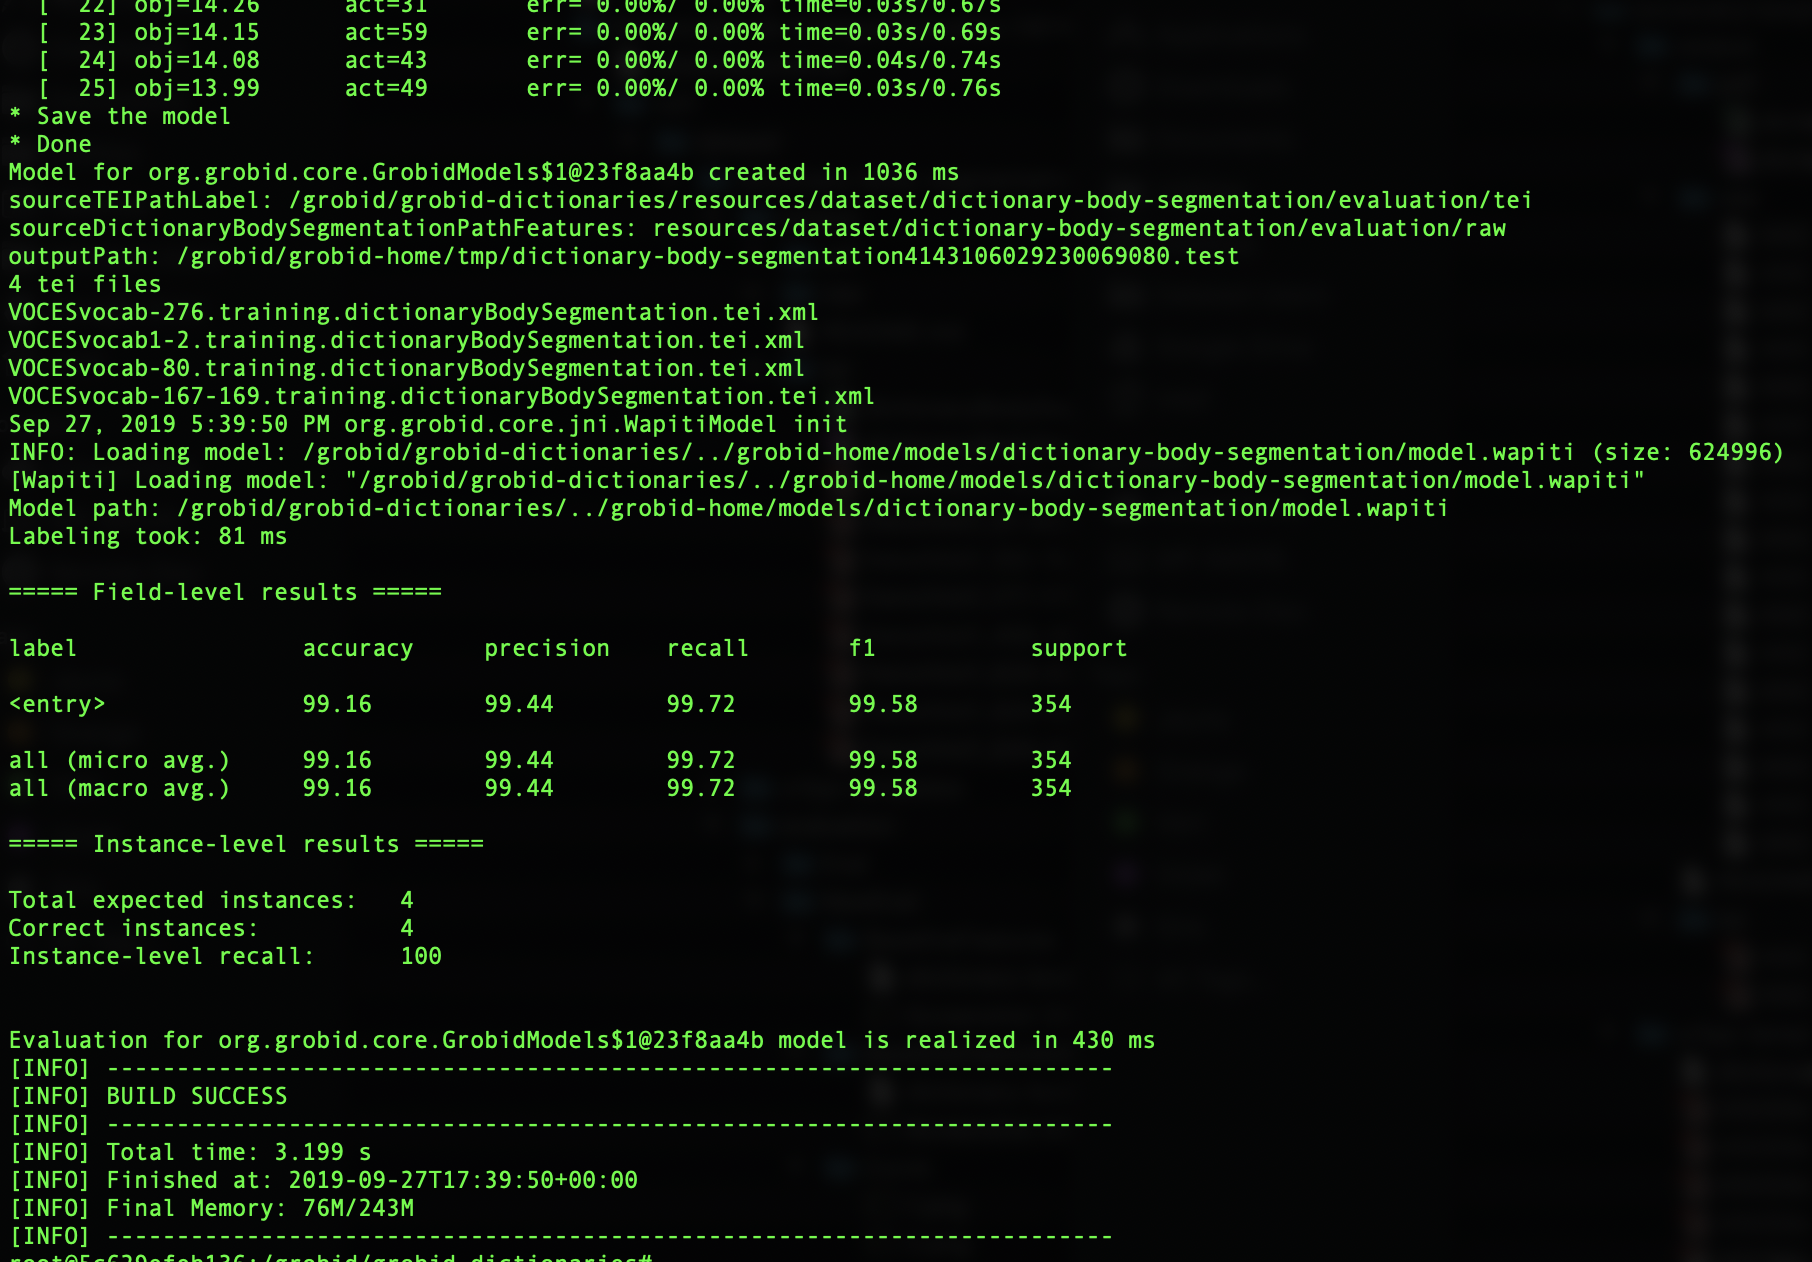 [  22] obj=14.26      act=31       err= 0.00%/ 0.00% time=0.03s/0.67s
[  23] obj=14.15      act=59       err= 0.00%/ 0.00% time=0.03s/0.69s
[  24] obj=14.08      act=43       err= 0.00%/ 0.00% time=0.04s/0.74s
[  25] obj=13.99      act=49       err= 0.00%/ 0.00% time=0.03s/0.76s
* Save the model
* Done
Model for org.grobid.core.GrobidModels$1@23f8aa4b created in 1036 ms
sourceTEIPathLabel: /grobid/grobid-dictionaries/resources/dataset/dictionary-body-segmentation/evaluation/tei
sourceDictionaryBodySegmentationPathFeatures: resources/dataset/dictionary-body-segmentation/evaluation/raw
outputPath: /grobid/grobid-home/tmp/dictionary-body-segmentation4143106029230069080.test
4 tei files
VOCESvocab-276.training.dictionaryBodySegmentation.tei.xml
VOCESvocab1-2.training.dictionaryBodySegmentation.tei.xml
VOCESvocab-80.training.dictionaryBodySegmentation.tei.xml
VOCESvocab-167-169.training.dictionaryBodySegmentation.tei.xml
Sep 27, 2019 5:39:50 PM org.grobid.core.jni.WapitiModel init
INFO: Loading model: /grobid/grobid-dictionaries/../grobid-home/models/dictionary-body-segmentation/model.wapiti (size: 624996)
[Wapiti] Loading model: "/grobid/grobid-dictionaries/../grobid-home/models/dictionary-body-segmentation/model.wapiti"
Model path: /grobid/grobid-dictionaries/../grobid-home/models/dictionary-body-segmentation/model.wapiti
Labeling took: 81 ms
===== Field-level results =====
label                accuracy     precision    recall       f1           support
<entry>              99.16        99.44        99.72        99.58        354
all (micro avg.)     99.16        99.44        99.72        99.58        354
all (macro avg.)     99.16        99.44        99.72        99.58        354
===== Instance-level results =====
Total expected instances:   4
Correct instances:          4
Instance-level recall:      100
Evaluation for org.grobid.core.GrobidModels$1@23f8aa4b model is realized in 430 ms
[INFO] ------------------------------------------------------------------------
[INFO] BUILD SUCCESS
[INFO] ------------------------------------------------------------------------
[INFO] Total time: 3.199 s
[INFO] Finished at: 2019-09-27T17:39:50+00:00
[INFO] Final Memory: 76M/243M
[INFO] ------------------------------------------------------------------------